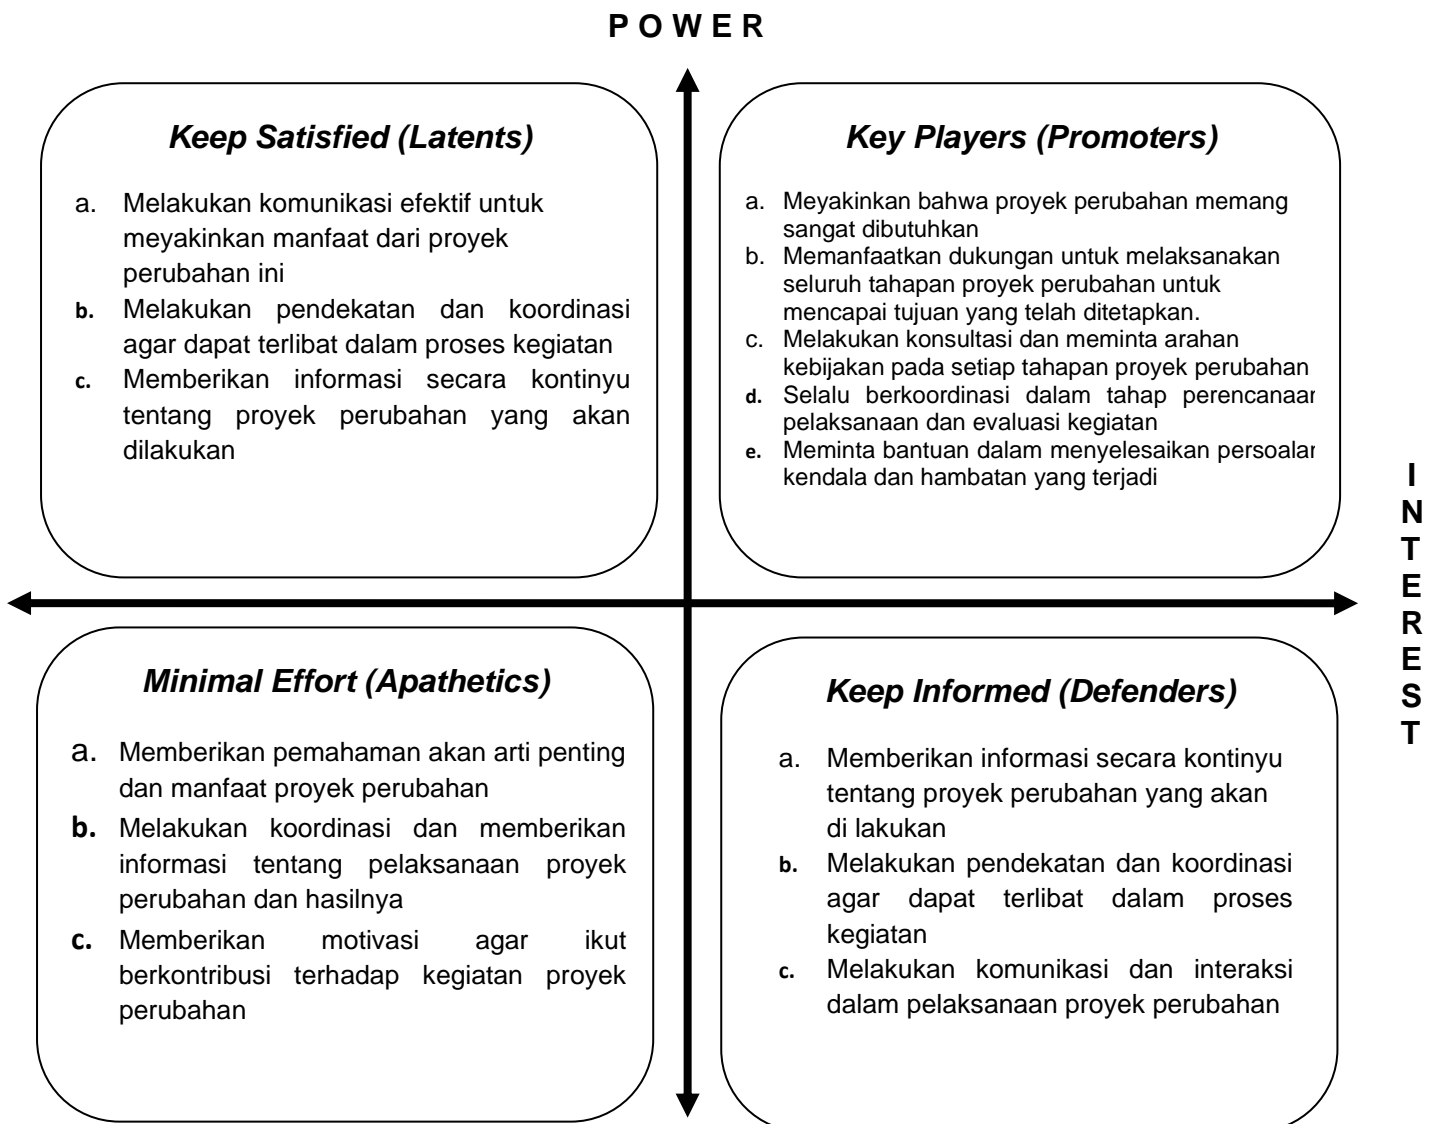 P O W E R
Keep Satisfied (Latents)
a. Melakukan komunikasi efektif untuk
meyakinkan manfaat dari proyek
perubahan ini
b. Melakukan pendekatan dan koordinasi
agar dapat terlibat dalam proses kegiatan
c. Memberikan informasi secara kontinyu
tentang proyek perubahan yang akan
dilakukan
Key Players (Promoters)
a. Meyakinkan bahwa proyek perubahan memang
sangat dibutuhkan
b. Memanfaatkan dukungan untuk melaksanakan
seluruh tahapan proyek perubahan untuk
mencapai tujuan yang telah ditetapkan.
c. Melakukan konsultasi dan meminta arahan
kebijakan pada setiap tahapan proyek perubahan
d. Selalu berkoordinasi dalam tahap perencanaan
pelaksanaan dan evaluasi kegiatan
e. Meminta bantuan dalam menyelesaikan persoalan
kendala dan hambatan yang terjadi
I
N
T
E
R
E
S
T
Minimal Effort (Apathetics)
a. Memberikan pemahaman akan arti penting
dan manfaat proyek perubahan
b. Melakukan koordinasi dan memberikan
informasi tentang pelaksanaan proyek
perubahan dan hasilnya
c. Memberikan motivasi agar ikut
berkontribusi terhadap kegiatan proyek
perubahan
Keep Informed (Defenders)
a. Memberikan informasi secara kontinyu
tentang proyek perubahan yang akan
di lakukan
b. Melakukan pendekatan dan koordinasi
agar dapat terlibat dalam proses
kegiatan
c. Melakukan komunikasi dan interaksi
dalam pelaksanaan proyek perubahan